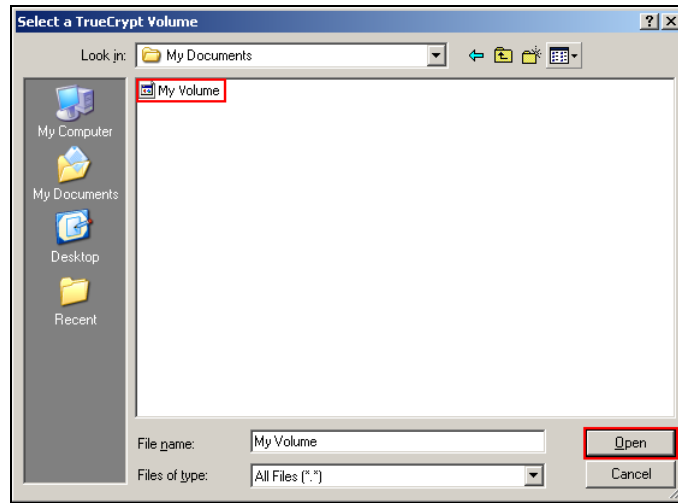 Select a TrueCrypt Volume
Look in: My Documents
My Volume
My Computer
My Documents
Desktop
Recent
File name: My Volume Open
Files of type: All Files (*.*) Cancel